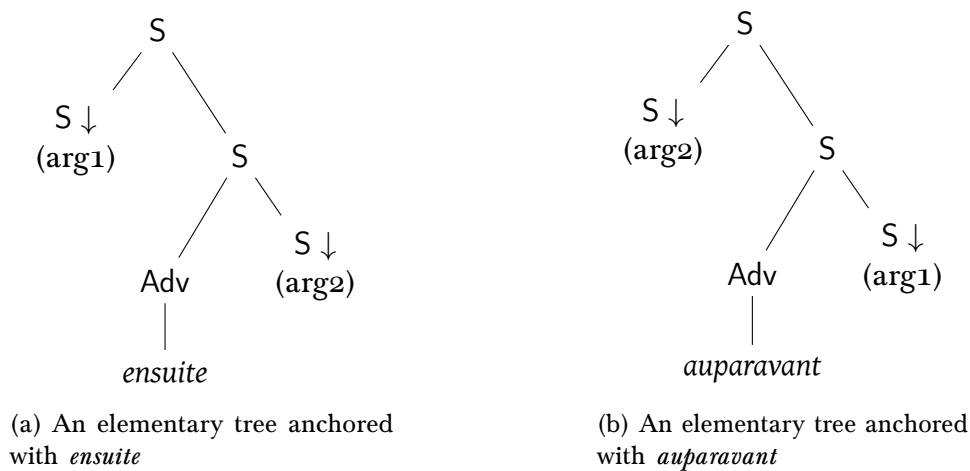 S
S ↓
(arg1)
S
S ↓
(arg2)
Adv
ensuite
(a) An elementary tree anchored
with ensuite
S
S ↓
(arg2)
S
S ↓
(arg1)
Adv
auparavant
(b) An elementary tree anchored
with auparavant